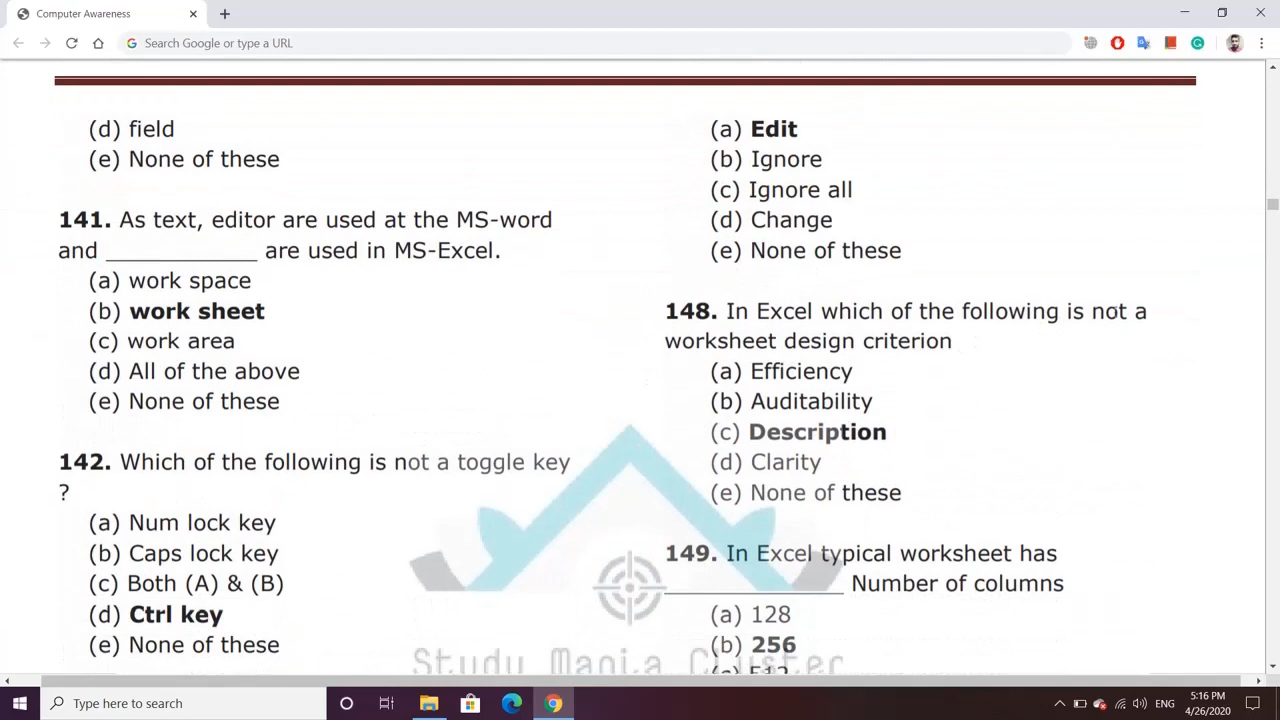 Computer Awareness
Search Google or type a URL
(d) field
(e) None of these
141. As text, editor are used at the MS-word
and ____________ are used in MS-Excel.
(a) work space
(b) work sheet
(c) work area
(d) All of the above
(e) None of these
142. Which of the following is not a toggle key
?
(a) Num lock key
(b) Caps lock key
(c) Both (A) & (B)
(d) Ctrl key
(e) None of these
(a) Edit
(b) Ignore
(c) Ignore all
(d) Change
(e) None of these
148. In Excel which of the following is not a
worksheet design criterion
(a) Efficiency
(b) Auditability
(c) Description
(d) Clarity
(e) None of these
149. In Excel typical worksheet has
______________ Number of columns
(a) 128
(b) 256
(c) 512
Study Mania Cluster
Type here to search
ENG
5:16 PM
4/26/2020